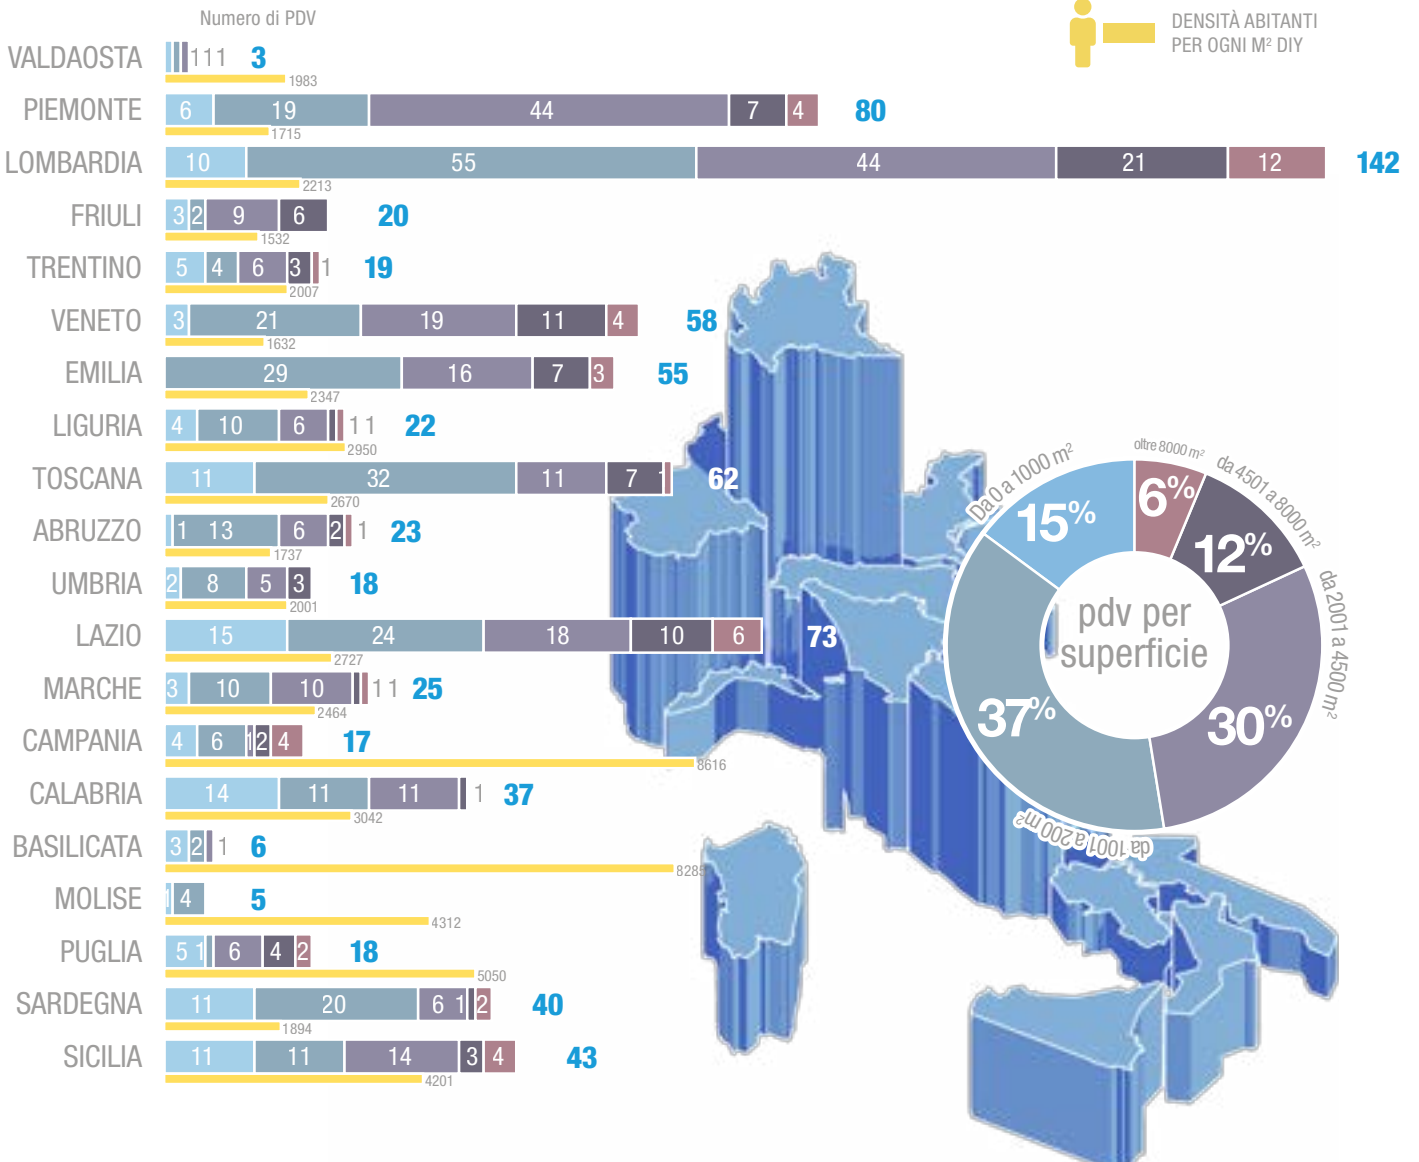 Numero di PDV
DENSITÀ ABITANTI
PER OGNI M² DIY
VALDAOSTA 1 1 1 3
1983
PIEMONTE 6 19 44 7 4 80
1715
LOMBARDIA 10 55 44 21 12 142
2213
FRIULI 3 2 9 6 20
1532
TRENTINO 5 4 6 3 1 19
2007
VENETO 3 21 19 11 4 58
1632
EMILIA 29 16 7 3 55
2347
LIGURIA 4 10 6 1 1 22
2950
TOSCANA 11 32 11 7 1 62
2670
ABRUZZO 1 13 6 2 1 23
1737
UMBRIA 2 8 5 3 18
2001
LAZIO 15 24 18 10 6 73
2727
MARCHE 3 10 10 1 1 25
2464
CAMPANIA 4 6 1 2 4 17
8616
CALABRIA 14 11 11 1 37
3042
BASILICATA 3 2 1 6
8285
MOLISE 1 4 5
4312
PUGLIA 5 1 6 4 2 18
5050
SARDEGNA 11 20 6 1 2 40
1894
SICILIA 11 11 14 3 4 43
4201
pdv per
superficie
Da 0 a 1000 m²
15%
oltre 8000 m²
6%
da 4501 a 8000 m²
12%
da 2001 a 4500 m²
30%
da 1001 a 200 m²
37%